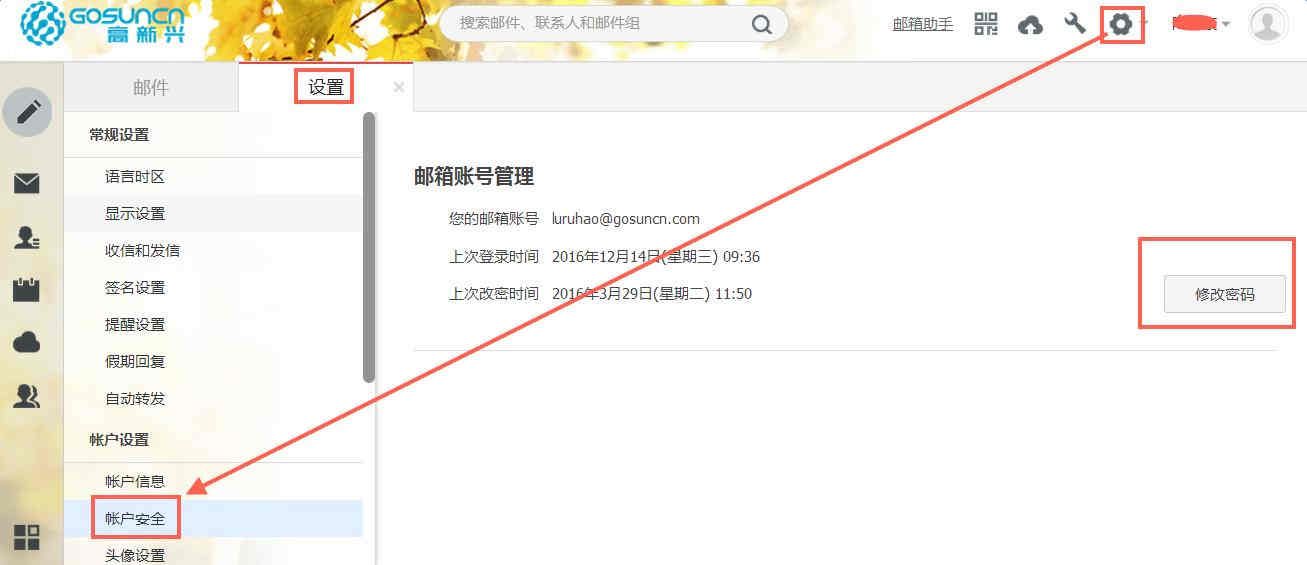 GOSUNCN
高新兴
搜索邮件、联系人和邮件组
邮箱助手
邮件
设置
常规设置
语言时区
显示设置
收信和发信
签名设置
提醒设置
假期回复
自动转发
帐户设置
帐户信息
帐户安全
头像设置
邮箱账号管理
您的邮箱账号 luruhao@gosuncn.com
上次登录时间 2016年12月14日(星期三) 09:36
上次改密时间 2016年3月29日(星期二) 11:50
修改密码